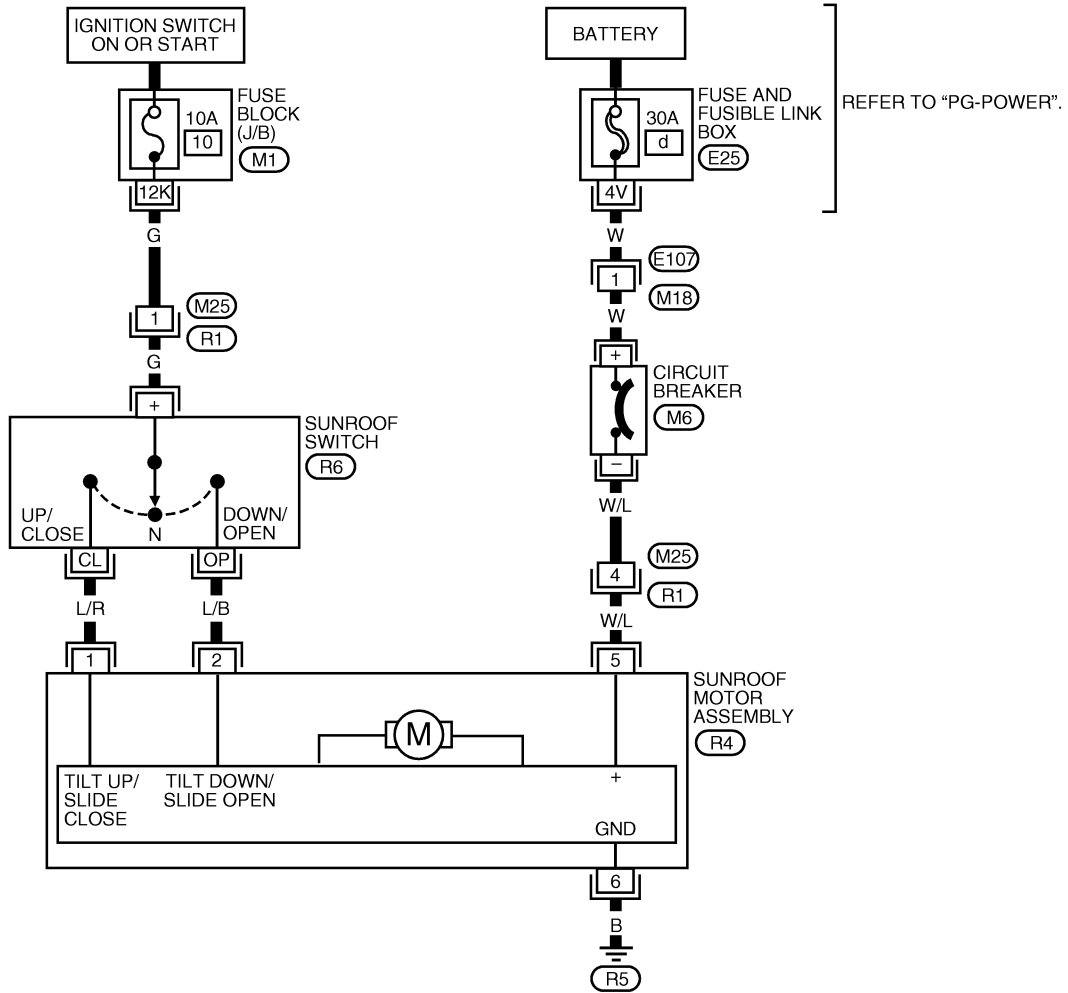 IGNITION SWITCH
ON OR START
BATTERY
FUSE
BLOCK
(J/B)
M1
10A
10
12K
G
FUSE AND
FUSIBLE LINK
BOX
E25
30A
d
4V
W
REFER TO “PG-POWER”.
1
M25
R1
G
+
1
E107
M18
W
+
CIRCUIT
BREAKER
M6
–
W/L
SUNROOF
SWITCH
R6
UP/
CLOSE
N
DOWN/
OPEN
CL
OP
L/R
L/B
4
M25
R1
W/L
1
2
5
SUNROOF
MOTOR
ASSEMBLY
R4
M
TILT UP/
SLIDE
CLOSE
TILT DOWN/
SLIDE OPEN
+
GND
6
B
R5